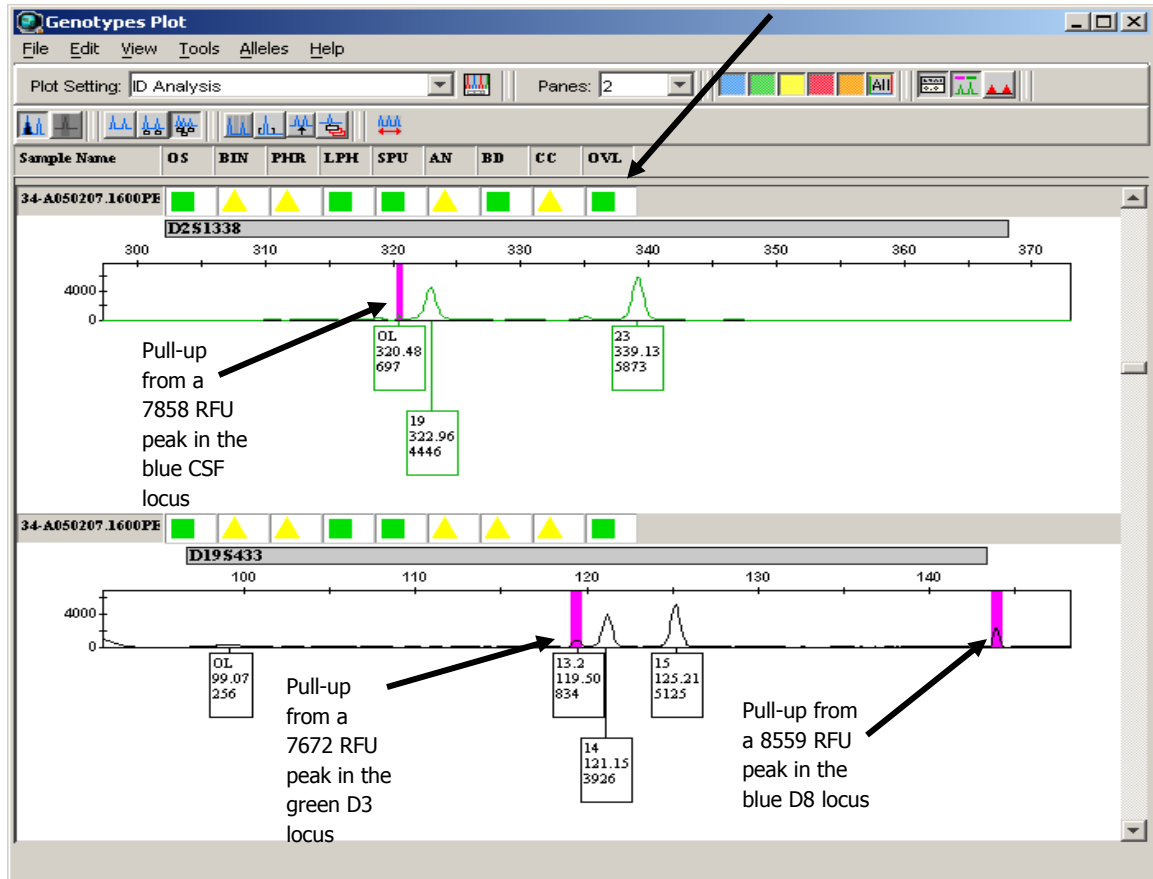 Genotypes Plot
File Edit View Tools Alleles Help
Plot Setting: ID Analysis Panes: 2 All
Sample Name OS BIN PHR LPH SPU AN BD CC OVL
34-A050207.1600PE
D2S1338
300 310 320 330 340 350 360 370
4000
0
OL
320.48
697
19
322.96
4446
23
339.13
5873
Pull-up
from a
7858 RFU
peak in the
blue CSF
locus
34-A050207.1600PE
D19S433
100 110 120 130 140
4000
0
OL
99.07
256
13.2
119.50
834
14
121.15
3926
15
125.21
5125
Pull-up
from a
7672 RFU
peak in the
green D3
locus
Pull-up from
a 8559 RFU
peak in the
blue D8 locus